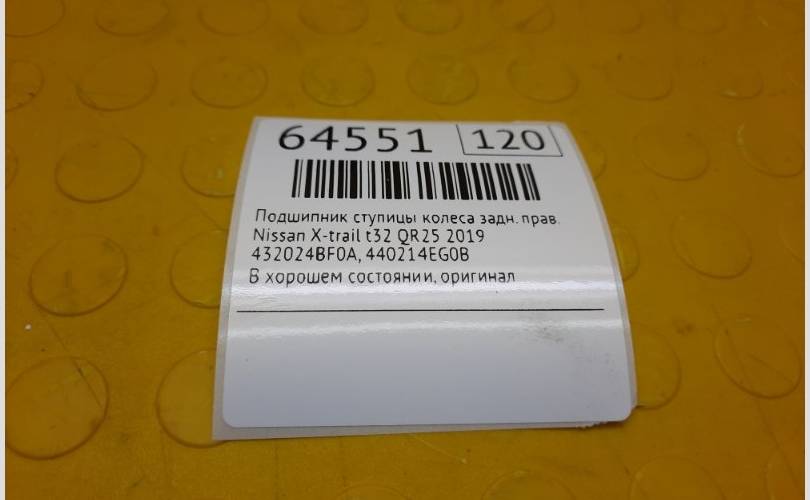 64551 120
Подшипник ступицы колеса задн. прав.
Nissan X-trail t32 QR25 2019
432024BF0A, 440214EG0B
В хорошем состоянии, оригинал